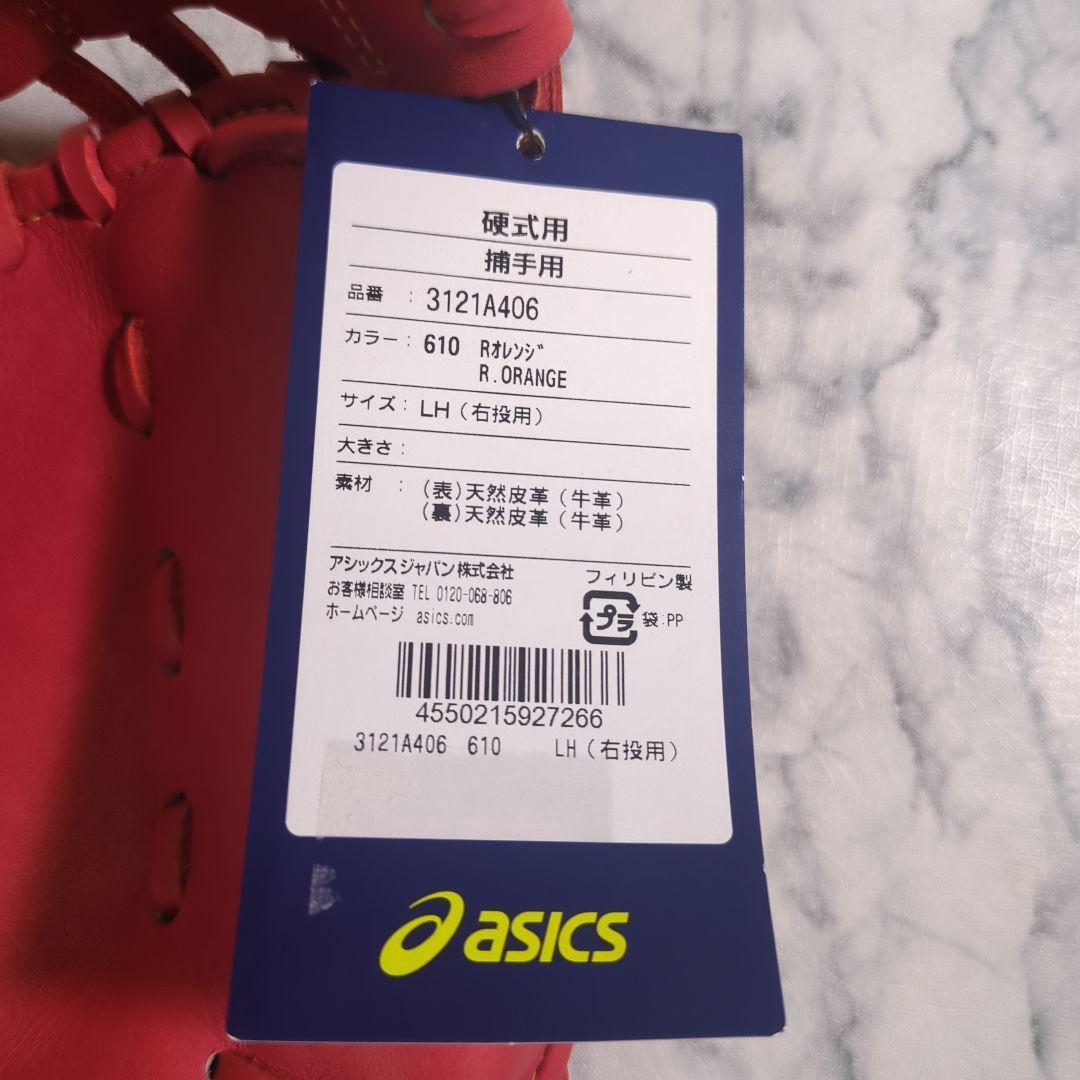 硬式用
捕手用
品番 : 3121A406
カラー : 610 Rオレンジ
R.ORANGE
サイズ : LH (右投用)
大きさ :
素材 : (表)天然皮革 (牛革)
(裏)天然皮革 (牛革)
アシックスジャパン株式会社
フィリピン製
お客様相談室 TEL 0120-068-806
ホームページ asics.com
プラ 袋:PP
4550215927266
3121A406 610 LH (右投用)
asics